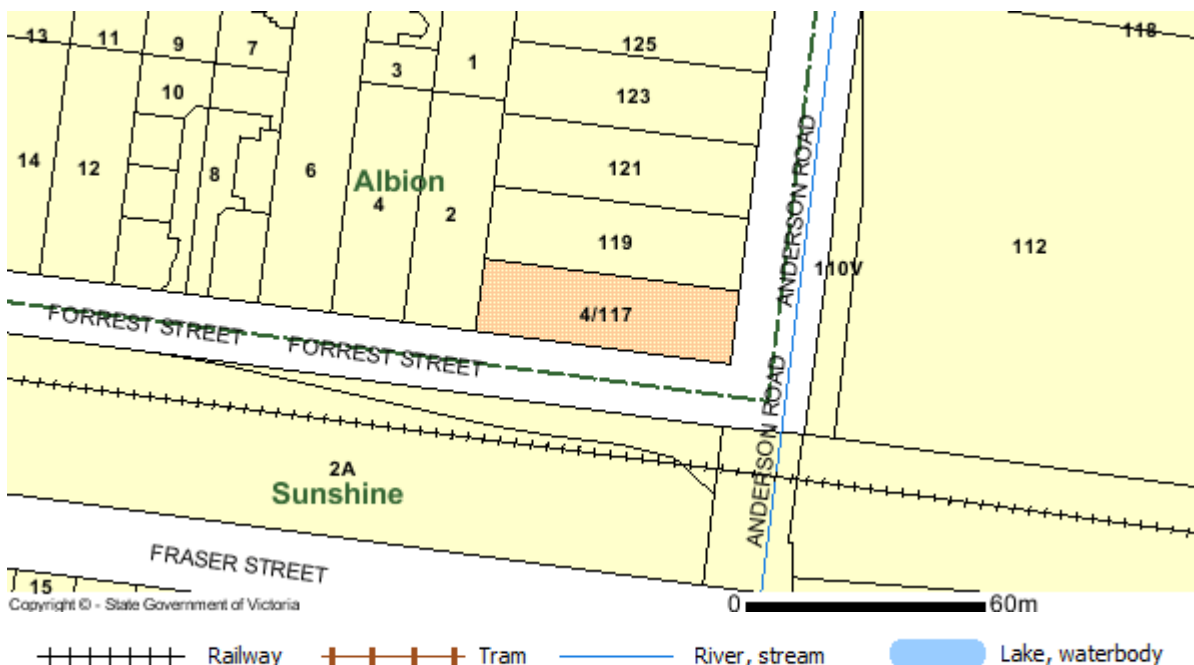 13
11
9
7
3
1
125
118
123
10
14
12
8
6
Albion
4
2
121
119
ANDERSON ROAD
110V
112
4/117
FORREST STREET
FORREST STREET
ANDERSON ROAD
2A
Sunshine
FRASER STREET
15
Copyright © - State Government of Victoria
0 60m
Railway Tram River, stream Lake, waterbody